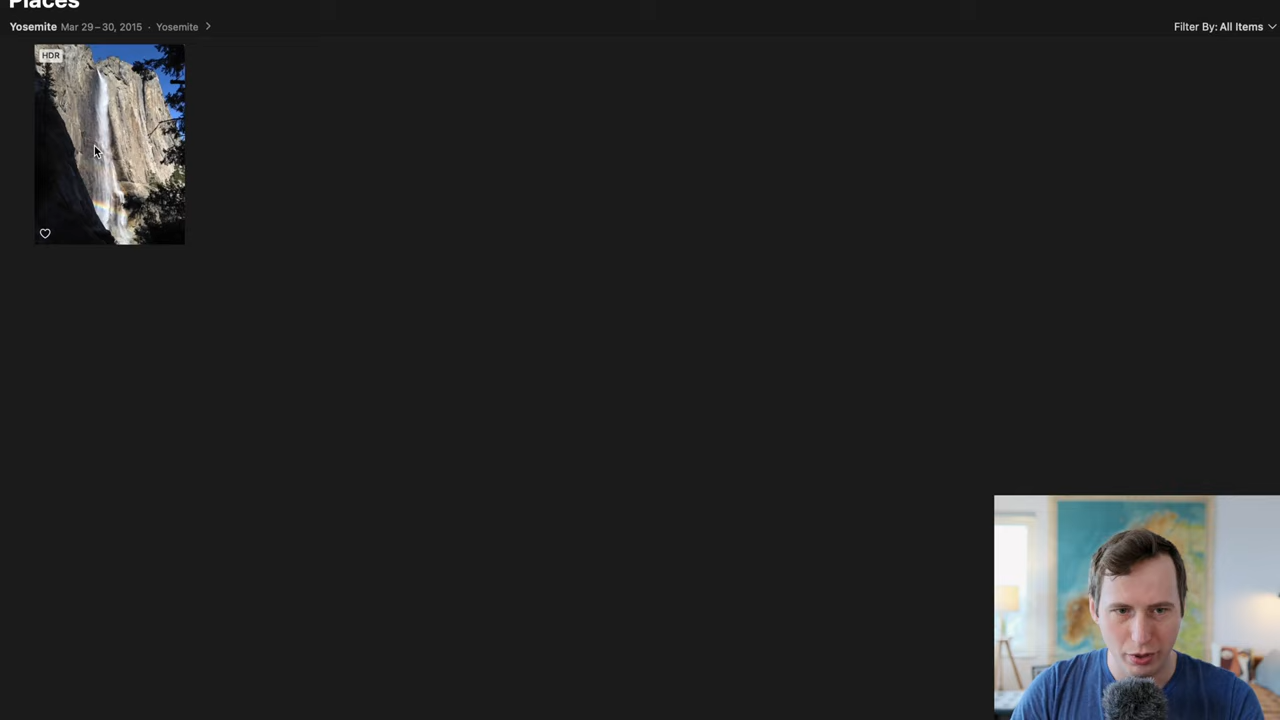 Places
Yosemite Mar 29–30, 2015 · Yosemite
Filter By: All Items
HDR